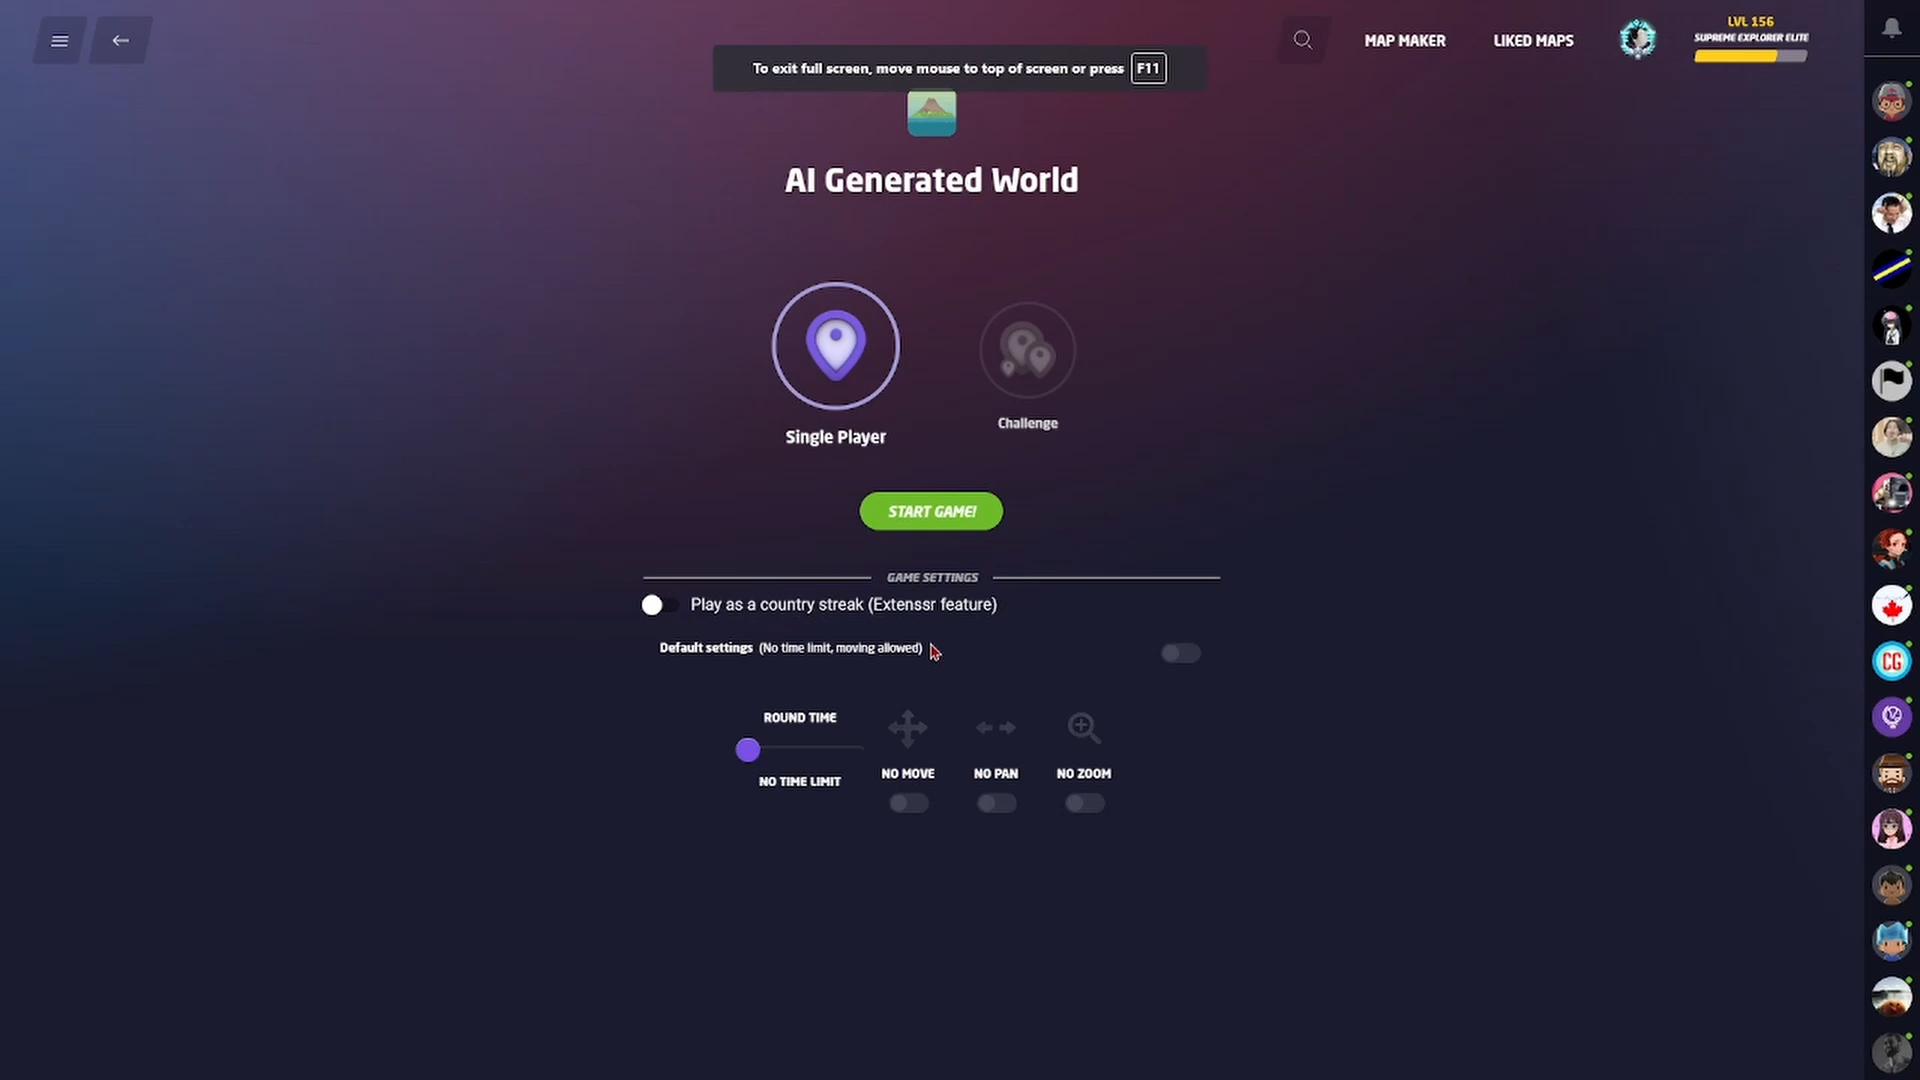 MAP MAKER
LIKED MAPS
LVL 156
SUPREME EXPLORER ELITE
To exit full screen, move mouse to top of screen or press F11
AI Generated World
Single Player
Challenge
START GAME!
GAME SETTINGS
Play as a country streak (Extenssr feature)
Default settings (No time limit, moving allowed)
ROUND TIME
NO TIME LIMIT
NO MOVE
NO PAN
NO ZOOM
CG